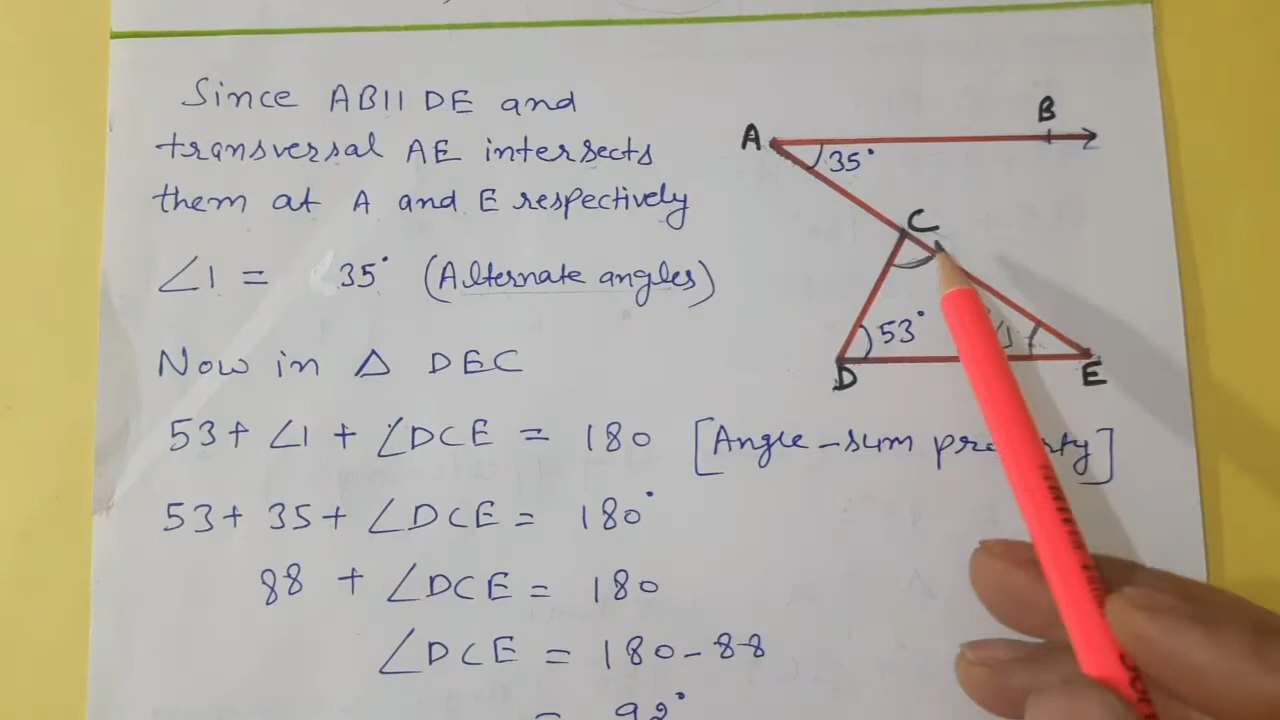 Since AB || DE and
transversal AE intersects
them at A and E respectively
∠1 = 35° (Alternate angles)
Now in Δ DEC
53 + ∠1 + ∠DCE = 180 [Angle-sum
53 + 35 + ∠DCE = 180°
88 + ∠DCE = 180
∠DCE = 180 - 88
= 92°
A
B
35°
C
53°
D
E